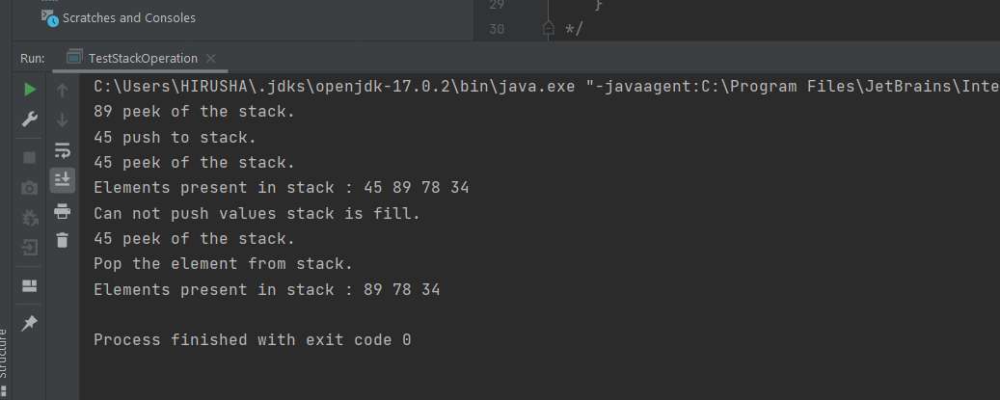 Scratches and Consoles
29 }
30 */
Run: TestStackOperation
C:\Users\HIRUSHA\.jdks\openjdk-17.0.2\bin\java.exe "-javaagent:C:\Program Files\JetBrains\Inte
89 peek of the stack.
45 push to stack.
45 peek of the stack.
Elements present in stack : 45 89 78 34
Can not push values stack is fill.
45 peek of the stack.
Pop the element from stack.
Elements present in stack : 89 78 34
Process finished with exit code 0
Structure